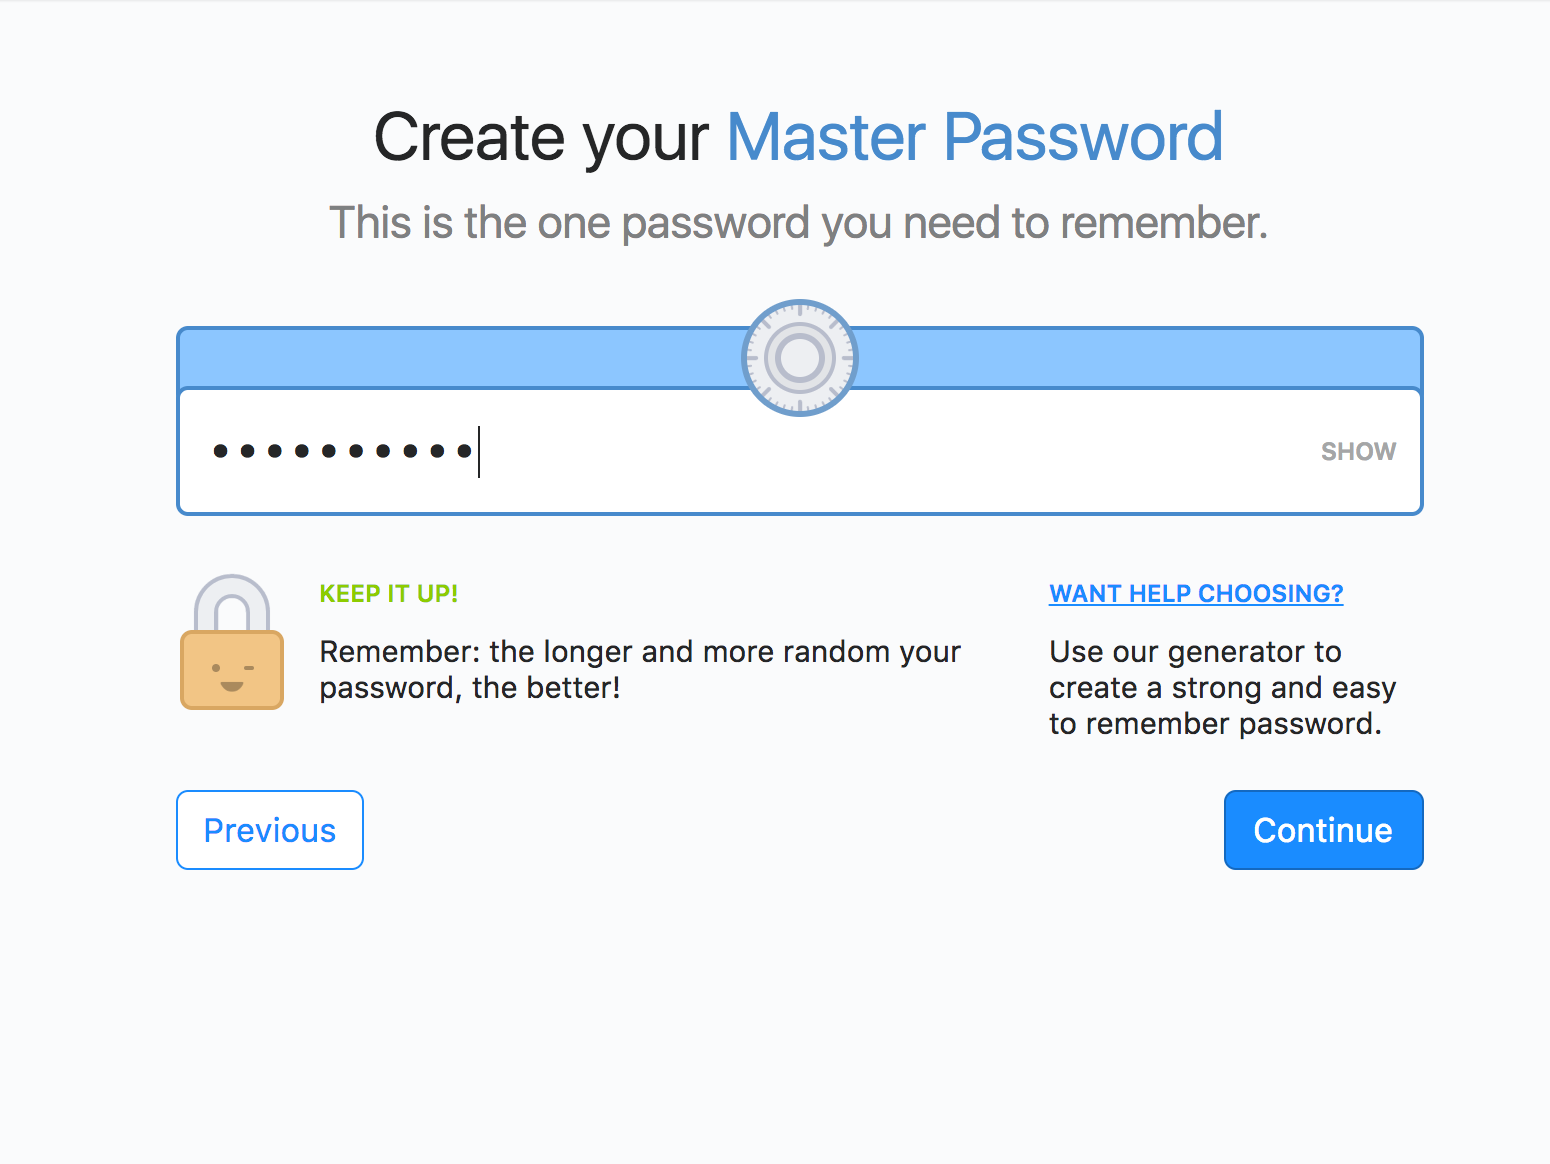 Create your Master Password
This is the one password you need to remember.
••••••••••
SHOW
KEEP IT UP!
Remember: the longer and more random your
password, the better!
WANT HELP CHOOSING?
Use our generator to
create a strong and easy
to remember password.
Previous
Continue